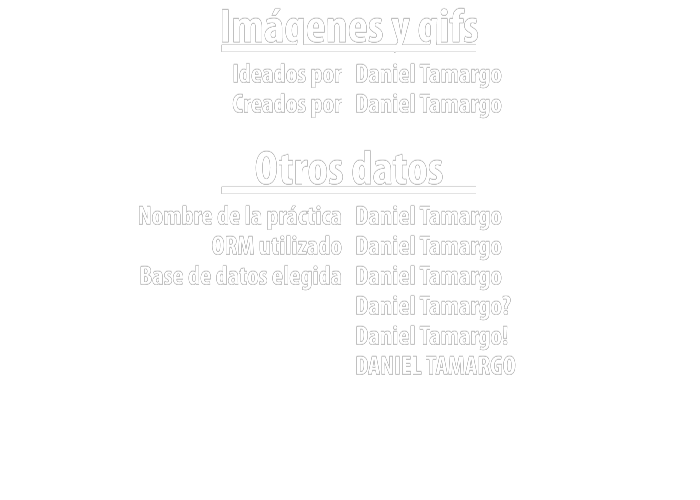 Imágenes y gifs
Ideados por Daniel Tamargo
Creados por Daniel Tamargo
Otros datos
Nombre de la práctica Daniel Tamargo
ORM utilizado Daniel Tamargo
Base de datos elegida Daniel Tamargo
Daniel Tamargo?
Daniel Tamargo!
DANIEL TAMARGO